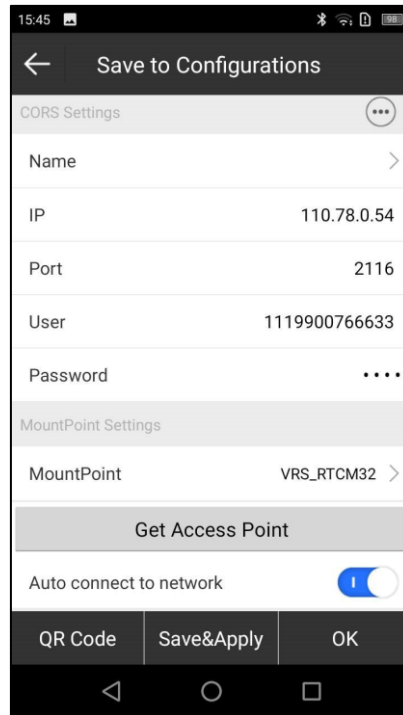 15:45 98
Save to Configurations
CORS Settings
Name
IP 110.78.0.54
Port 2116
User 1119900766633
Password ••••
MountPoint Settings
MountPoint VRS_RTCM32
Get Access Point
Auto connect to network
QR Code Save&Apply OK